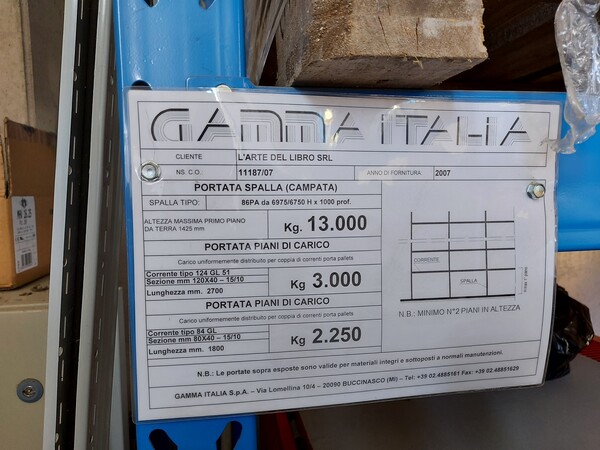 GAMMA ITALIA
CLIENTE L'ARTE DEL LIBRO SRL
NS. C.O.: 11187/07 ANNO DI FORNITURA 2007
PORTATA SPALLA (CAMPATA)
SPALLA TIPO: 86PA da 6975/6750 H x 1000 prof.
ALTEZZA MASSIMA PRIMO PIANO
DA TERRA 1425 mm
Kg. 13.000
PORTATA PIANI DI CARICO
Carico uniformemente distribuito per coppia di correnti porta pallets
Corrente tipo 124 GL 51
Sezione mm 120X40 – 15/10
Lunghezza mm. 2700
Kg 3.000
PORTATA PIANI DI CARICO
Carico uniformemente distribuito per coppia di correnti porta pallets
Corrente tipo 84 GL
Sezione mm 80X40 – 15/10
Lunghezza mm. 1800
Kg 2.250
CORRENTE
SPALLA
N.B.: MINIMO N°2 PIANI IN ALTEZZA
N.B.: Le portate sopra esposte sono valide per materiali integri e sottoposti a normali manutenzioni.
GAMMA ITALIA S.p.A. – Via Lomellina 10/4 – 20090 BUCCINASCO (MI) – Tel: +39 02.4885161 Fax: +39 02.48851629